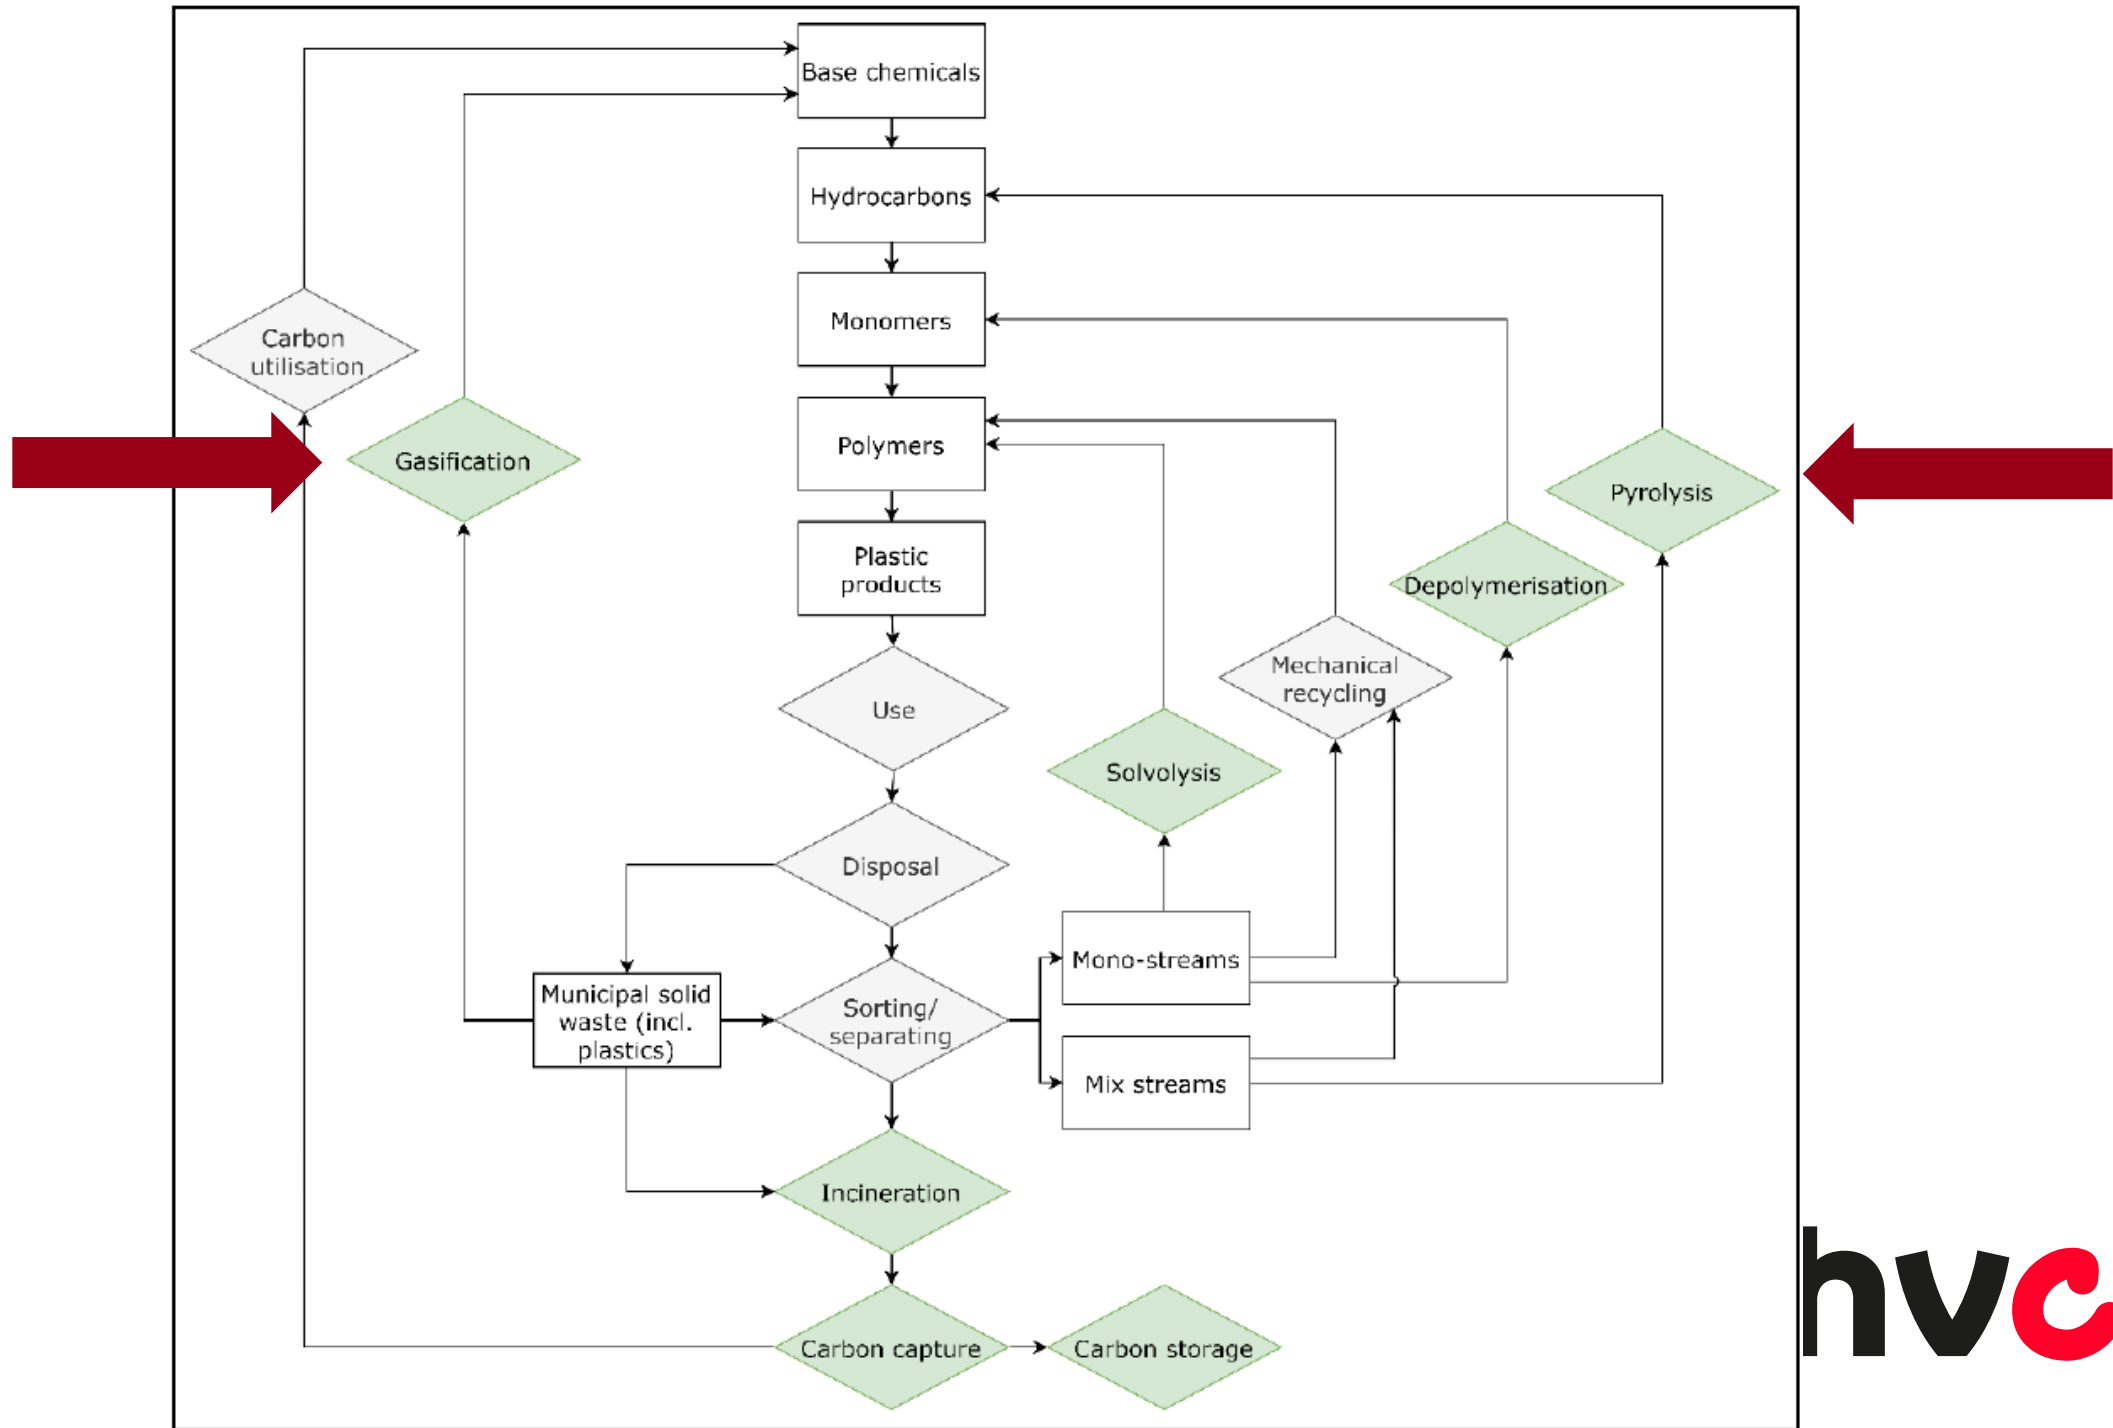 Base chemicals
Hydrocarbons
Monomers
Carbon
utilisation
Polymers
Gasification
Pyrolysis
Plastic
products
Depolymerisation
Mechanical
recycling
Use
Solvolysis
Disposal
Mono-streams
Municipal solid
waste (incl.
plastics)
Sorting/
separating
Mix streams
Incineration
hvc
Carbon capture
Carbon storage